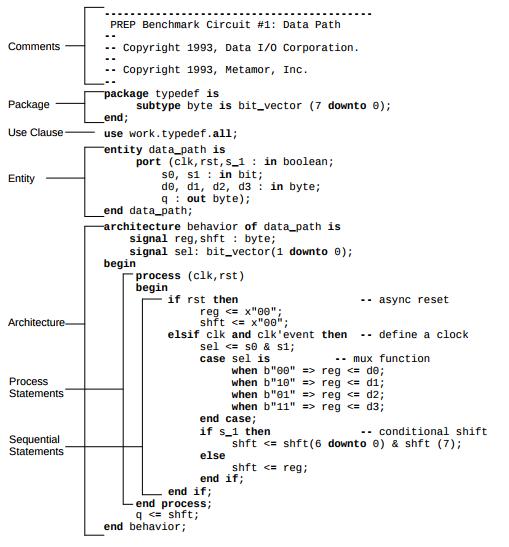 ------------------------------------------
PREP Benchmark Circuit #1: Data Path
--
-- Copyright 1993, Data I/O Corporation.
--
-- Copyright 1993, Metamor, Inc.
--
package typedef is
subtype byte is bit_vector (7 downto 0);
end;
use work.typedef.all;
entity data_path is
port (clk,rst,s_1 : in boolean;
s0, s1 : in bit;
d0, d1, d2, d3 : in byte;
q : out byte);
end data_path;
architecture behavior of data_path is
signal reg,shft : byte;
signal sel: bit_vector(1 downto 0);
begin
process (clk,rst)
begin
if rst then -- async reset
reg <= x"00";
shft <= x"00";
elsif clk and clk'event then -- define a clock
sel <= s0 & s1;
case sel is -- mux function
when b"00" => reg <= d0;
when b"10" => reg <= d1;
when b"01" => reg <= d2;
when b"11" => reg <= d3;
end case;
if s_1 then -- conditional shift
shft <= shft(6 downto 0) & shft (7);
else
shft <= reg;
end if;
end if;
end process;
q <= shft;
end behavior;
Comments
Package
Use Clause
Entity
Architecture
Process
Statements
Sequential
Statements